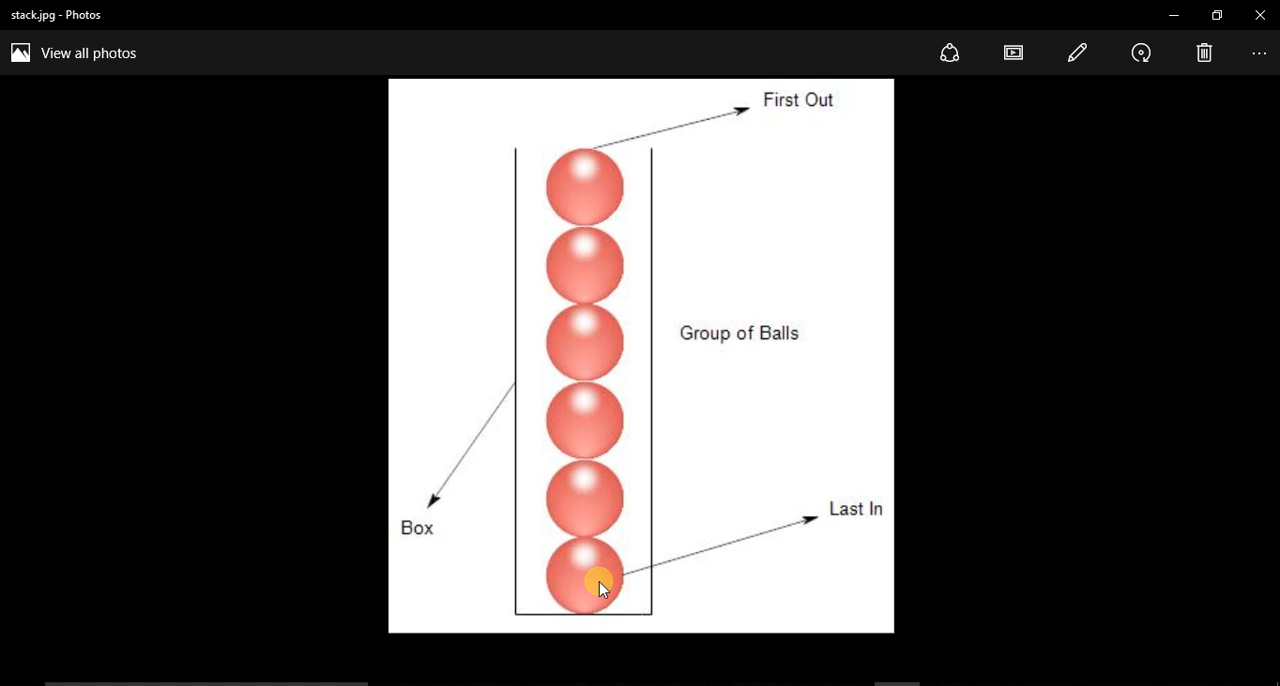 stack.jpg - Photos
View all photos
First Out
Group of Balls
Last In
Box